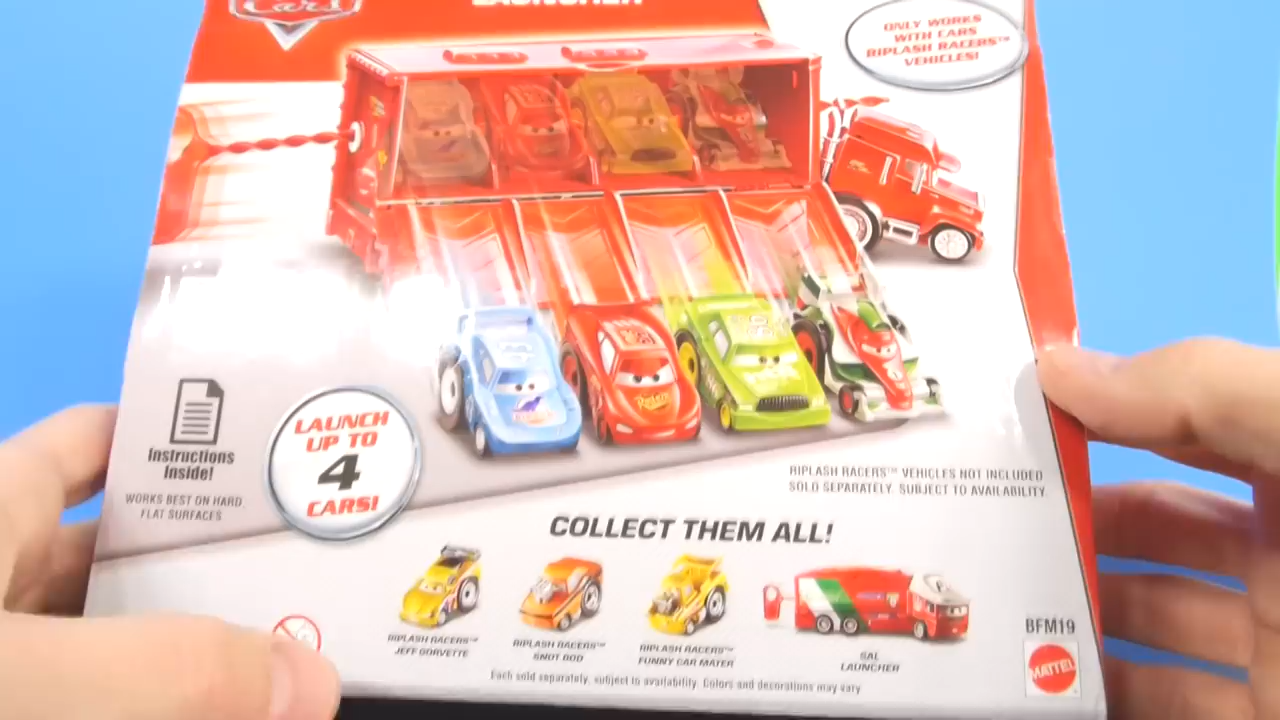 Cars
LAUNCHER
ONLY WORKS
WITH CARS
RIPLASH RACERS™
VEHICLES!
Instructions
Inside!
WORKS BEST ON HARD,
FLAT SURFACES
LAUNCH
UP TO
4
CARS!
RIPLASH RACERS™ VEHICLES NOT INCLUDED
SOLD SEPARATELY. SUBJECT TO AVAILABILITY.
COLLECT THEM ALL!
RIPLASH RACERS™
JEFF GORVETTE
RIPLASH RACERS™
SNOT ROD
RIPLASH RACERS™
FUNNY CAR MATER
SAL
LAUNCHER
Each sold separately, subject to availability. Colors and decorations may vary
BFM19
MATTEL